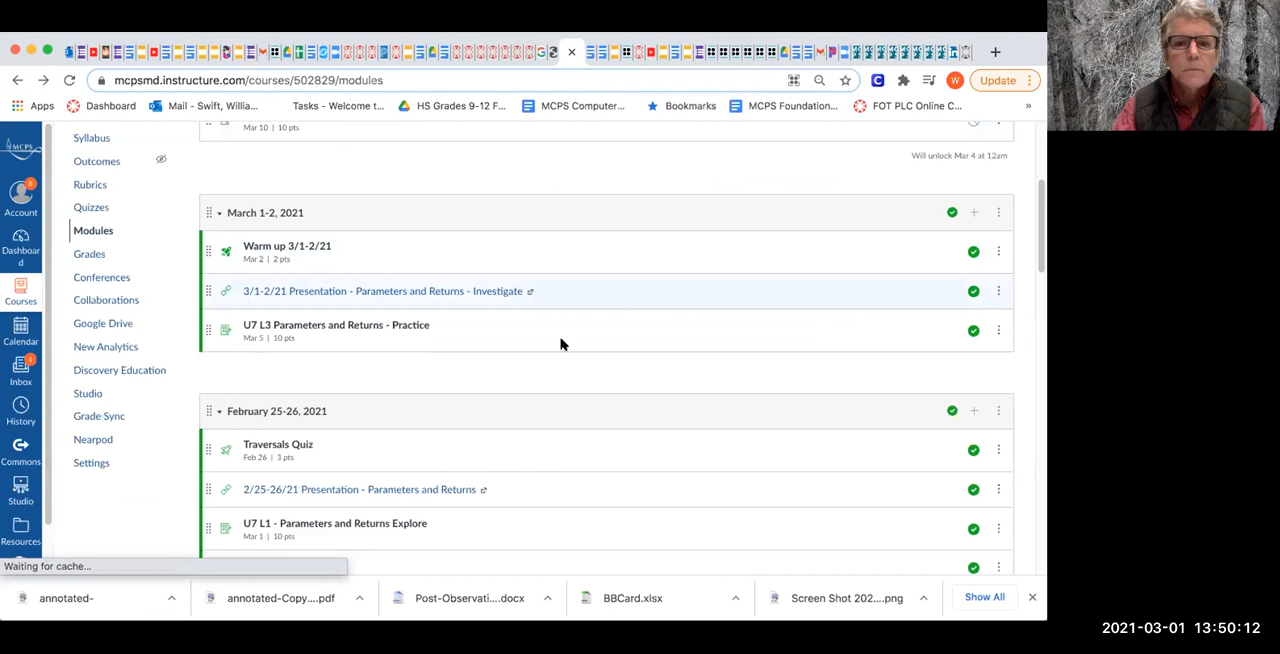 mcpsmd.instructure.com/courses/502829/modules
W
Update
Apps
Dashboard
Mail - Swift, Willia...
Tasks - Welcome t...
HS Grades 9-12 F...
MCPS Computer...
Bookmarks
MCPS Foundation...
FOT PLC Online C...
»
MCPS
8
Account
Dashboar
d
Courses
Calendar
1
Inbox
History
Commons
Studio
Resources
Syllabus
Outcomes
Rubrics
Quizzes
Modules
Grades
Conferences
Collaborations
Google Drive
New Analytics
Discovery Education
Studio
Grade Sync
Nearpod
Settings
Mar 10 | 10 pts
Will unlock Mar 4 at 12am
March 1-2, 2021
Warm up 3/1-2/21
Mar 2 | 2 pts
3/1-2/21 Presentation - Parameters and Returns - Investigate
U7 L3 Parameters and Returns - Practice
Mar 5 | 10 pts
February 25-26, 2021
Traversals Quiz
Feb 26 | 3 pts
2/25-26/21 Presentation - Parameters and Returns
U7 L1 - Parameters and Returns Explore
Mar 1 | 10 pts
Waiting for cache...
annotated-
annotated-Copy....pdf
Post-Observati....docx
BBCard.xlsx
Screen Shot 202....png
Show All
2021-03-01 13:50:12